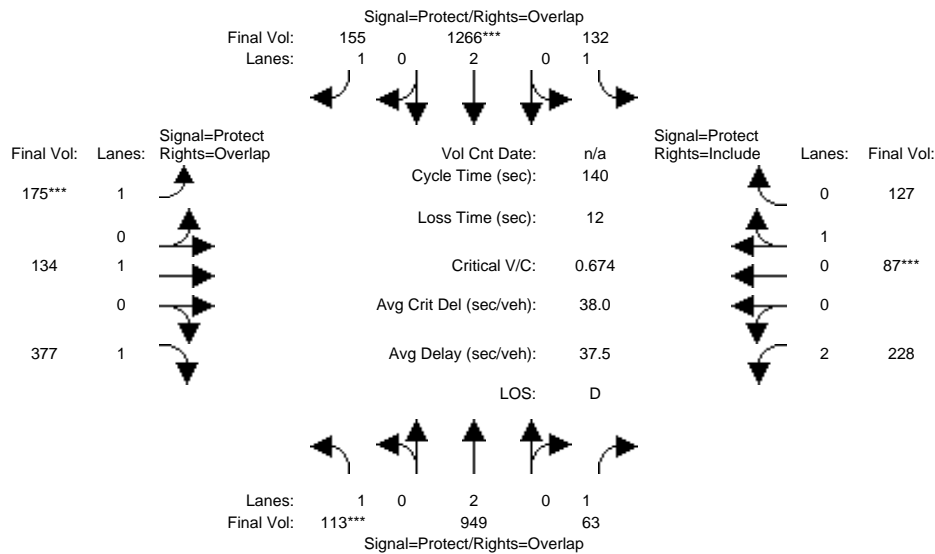 Signal=Protect/Rights=Overlap
Final Vol: 155 1266*** 132
Lanes: 1 0 2 0 1
Signal=Protect Signal=Protect
Final Vol: Lanes: Rights=Overlap Vol Cnt Date: n/a Rights=Include Lanes: Final Vol:
Cycle Time (sec): 140
175*** 1 0 127
Loss Time (sec): 12
0 1
134 1 Critical V/C: 0.674 0 87***
0 Avg Crit Del (sec/veh): 38.0 0
377 1 Avg Delay (sec/veh): 37.5 2 228
LOS: D
Lanes: 1 0 2 0 1
Final Vol: 113*** 949 63
Signal=Protect/Rights=Overlap